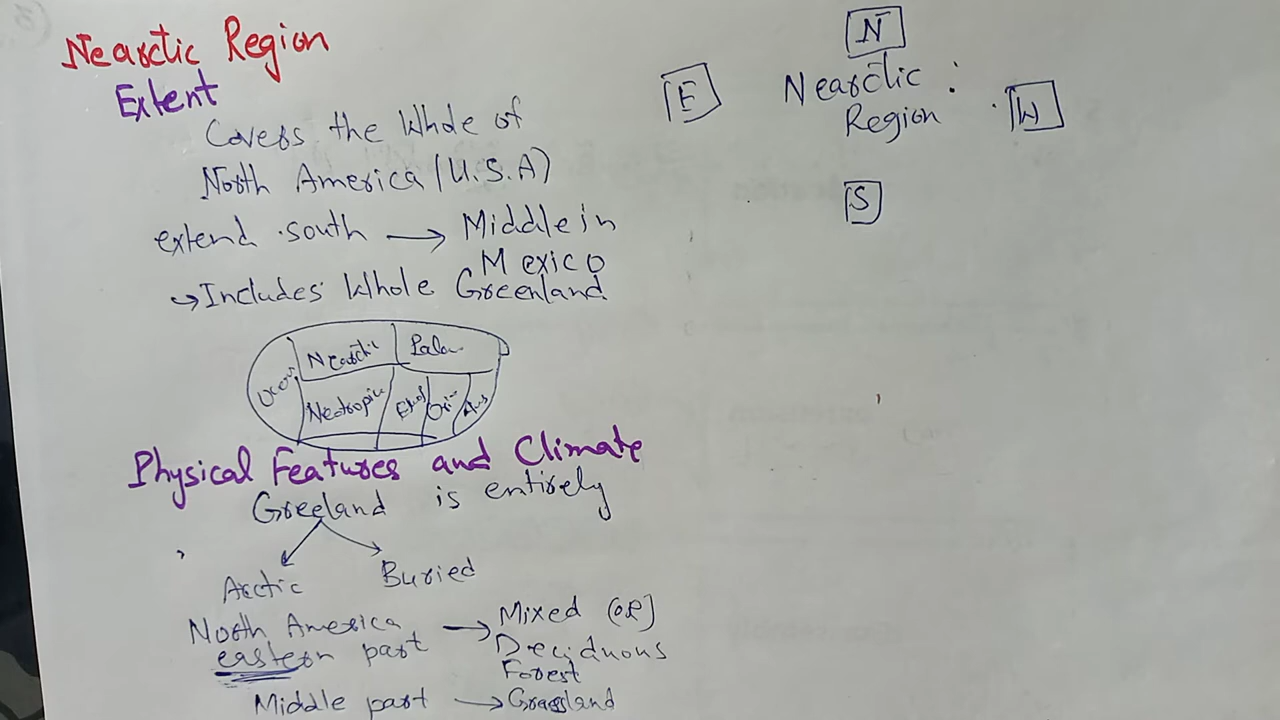 Nearctic Region
Extent
Covers the Whole of
North America (U.S.A)
extend south → Middle in
Mexico
↪ Includes Whole Greenland
Nearctic
Neotropic
Physical Features and Climate
Greeland is entirely
Arctic Buried
North America → Mixed (OR)
eastern part Deciduous
Forest
Middle part → Grassland
N
E Nearctic : W
Region
S